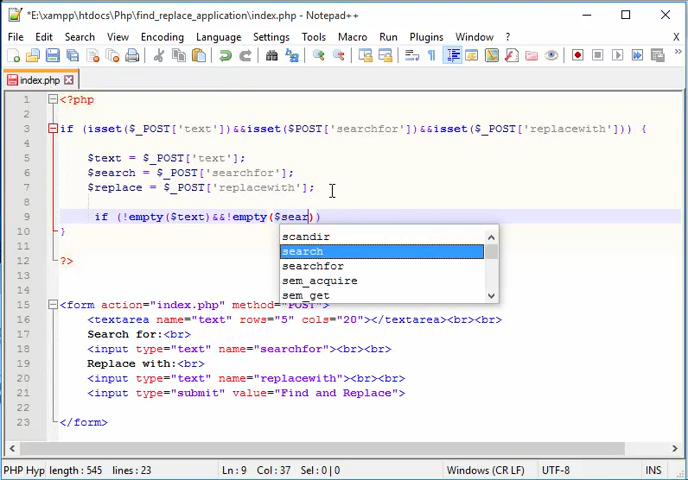 *E:\xampp\htdocs\Php\find_replace_application\index.php - Notepad++
File Edit Search View Encoding Language Settings Tools Macro Run Plugins Window ? X
index.php
1 <?php
2
3 if (isset($_POST['text'])&&isset($POST['searchfor'])&&isset($_POST['replacewith'])) {
4
5 $text = $_POST['text'];
6 $search = $_POST['searchfor'];
7 $replace = $_POST['replacewith'];
8
9 if (!empty($text)&&!empty($sear))
10 }
scandir
search
11
searchfor
12 ?>
sem_acquire
13
sem_get
14
15 <form action="index.php" method="POST">
16 <textarea name="text" rows="5" cols="20"></textarea><br><br>
17 Search for:<br>
18 <input type="text" name="searchfor"><br><br>
19 Replace with:<br>
20 <input type="text" name="replacewith"><br><br>
21 <input type="submit" value="Find and Replace">
22
23 </form>
PHP Hyp length : 545 lines : 23 Ln : 9 Col : 37 Sel : 0 | 0 Windows (CR LF) UTF-8 INS